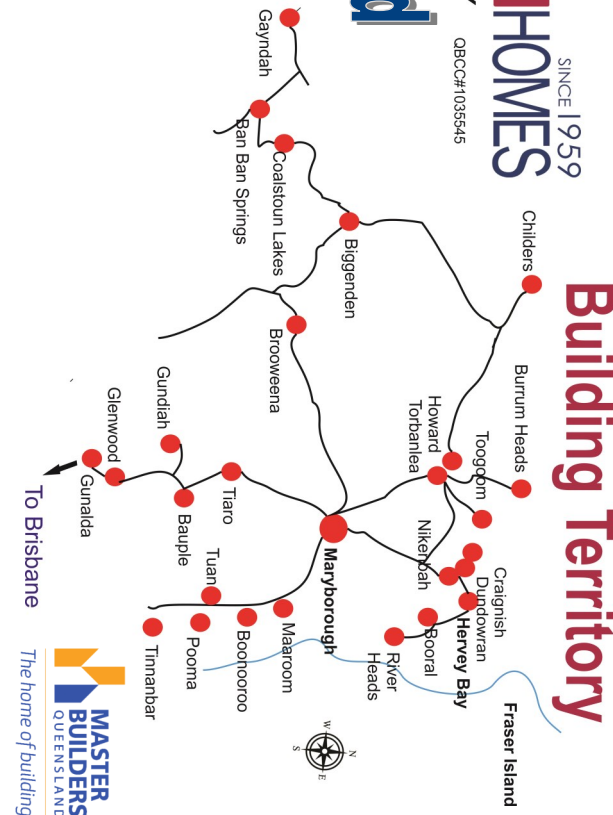 HOMES
SINCE 1959
QBCC#1035545
Building Territory
Gayndah
Ban Ban Springs
Coalstoun Lakes
Biggenden
Childers
Brooweena
Burrum Heads
Toogoom
Howard
Torbanlea
Nikenbah
Craignish
Dundowran
Hervey Bay
Booral
River
Heads
Fraser Island
Maryborough
Gundiah
Glenwood
Gunalda
Tiaro
Bauple
Tuan
Maaroom
Boonooroo
Pooma
Tinnanbar
To Brisbane
N
E
S
W
MASTER
BUILDERS
QUEENSLAND
The home of building